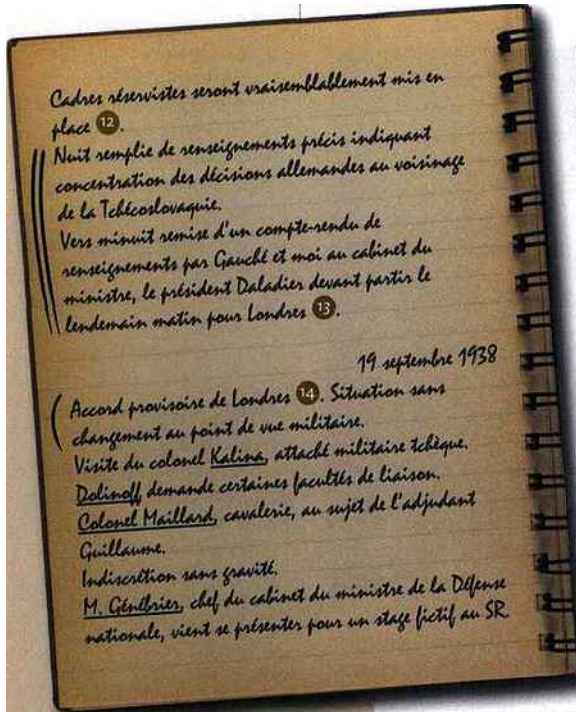 Cadres réservistes seront vraisemblablement mis en
place 12.
Nuit remplie de renseignements précis indiquant
concentration des décisions allemandes au voisinage
de la Tchécoslovaquie.
Vers minuit remise d'un compte-rendu de
renseignements par Gauché et moi au cabinet du
ministre, le président Daladier devant partir le
lendemain matin pour Londres 13.
19 septembre 1938
Accord provisoire de Londres 14. Situation sans
changement au point de vue militaire.
Visite du colonel Kalina, attaché militaire tchèque.
Dolinoff demande certaines facultés de liaison.
Colonel Maillard, cavalerie, au sujet de l'adjudant
Guillaume.
Indiscrétion sans gravité.
M. Génébrier, chef du cabinet du ministre de la Défense
nationale, vient se présenter pour un stage fictif au SR.